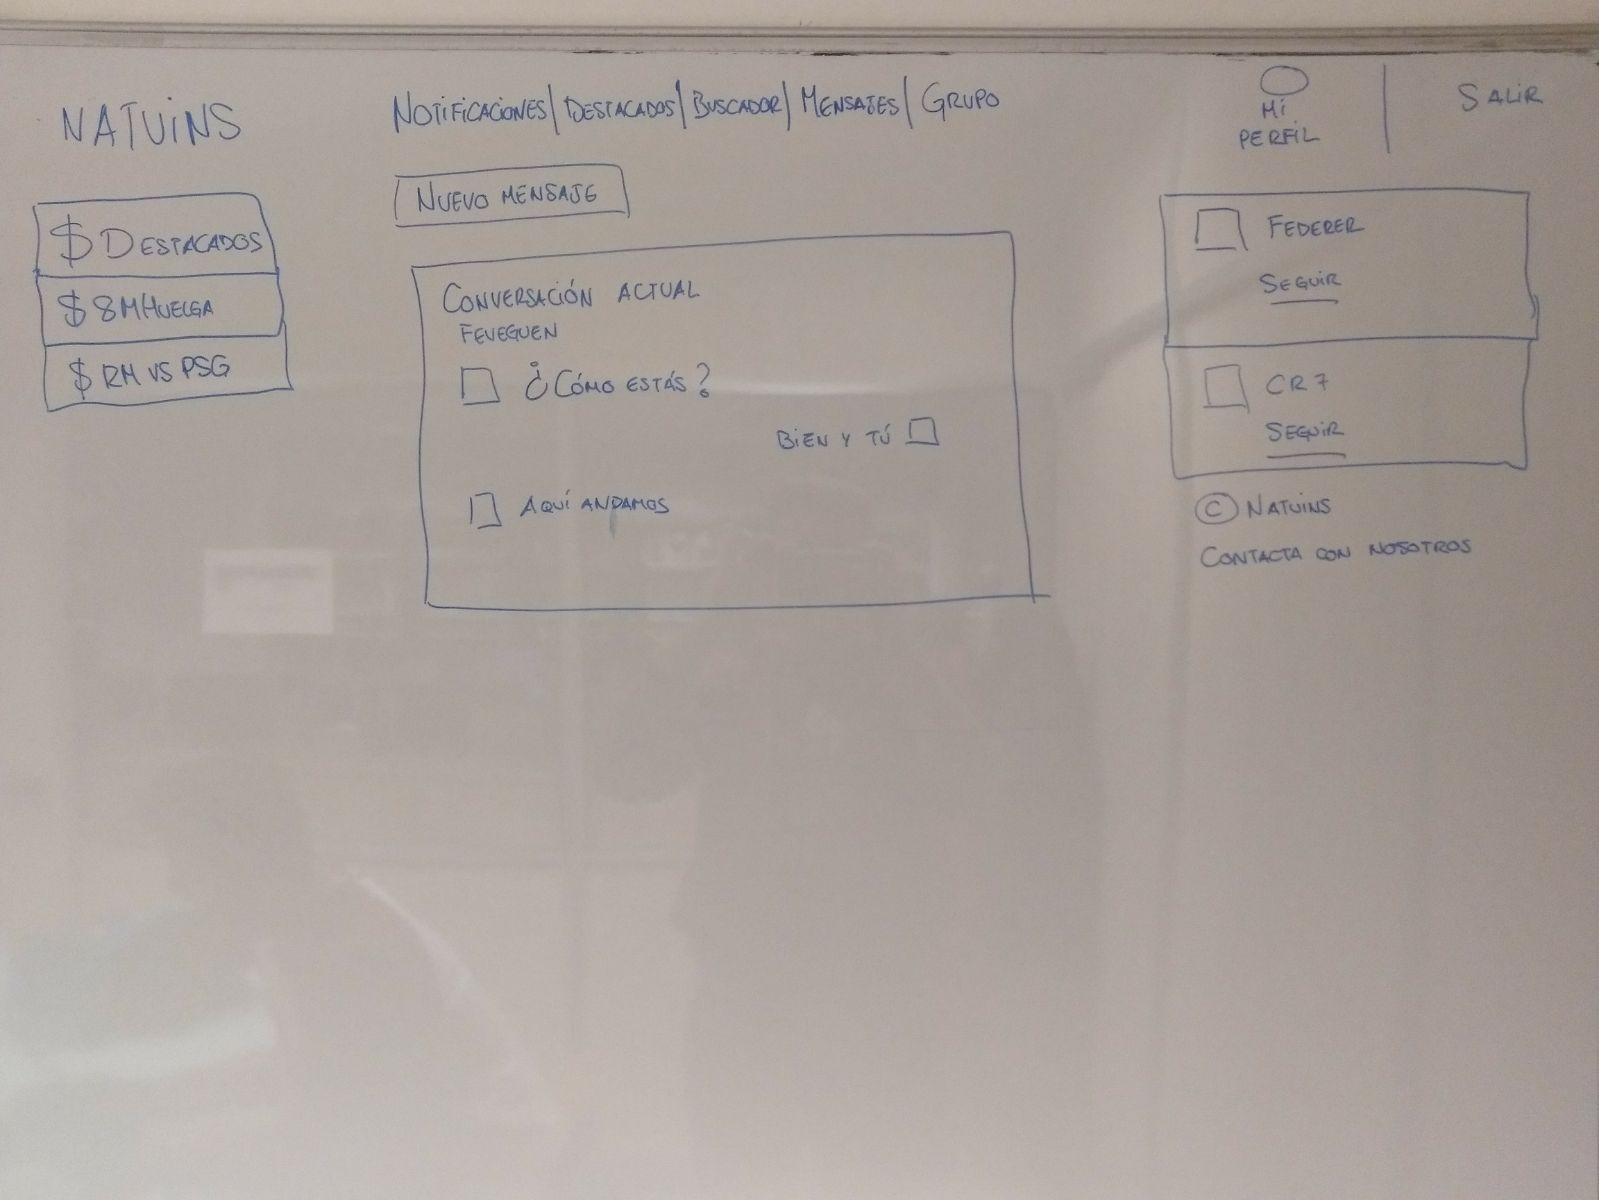 NATUiNS
NOTiFiCACiONES | DESTACADOS | BUSCADOR | MENSAJES | GRUPO
Mi
PERFiL
SALiR
NUEVO MENSAJE
$ DESTACADOS
$ 8MHUELGA
$ RM VS PSG
CONVERSACiÓN ACTUAL
FEVEGUEN
¿CÓMO ESTÁS?
BiEN Y TÚ
AQUÍ ANDAMOS
FEDERER
SEGUiR
CR7
SEGUiR
© NATUiNS
CONTACTA CON NOSOTROS